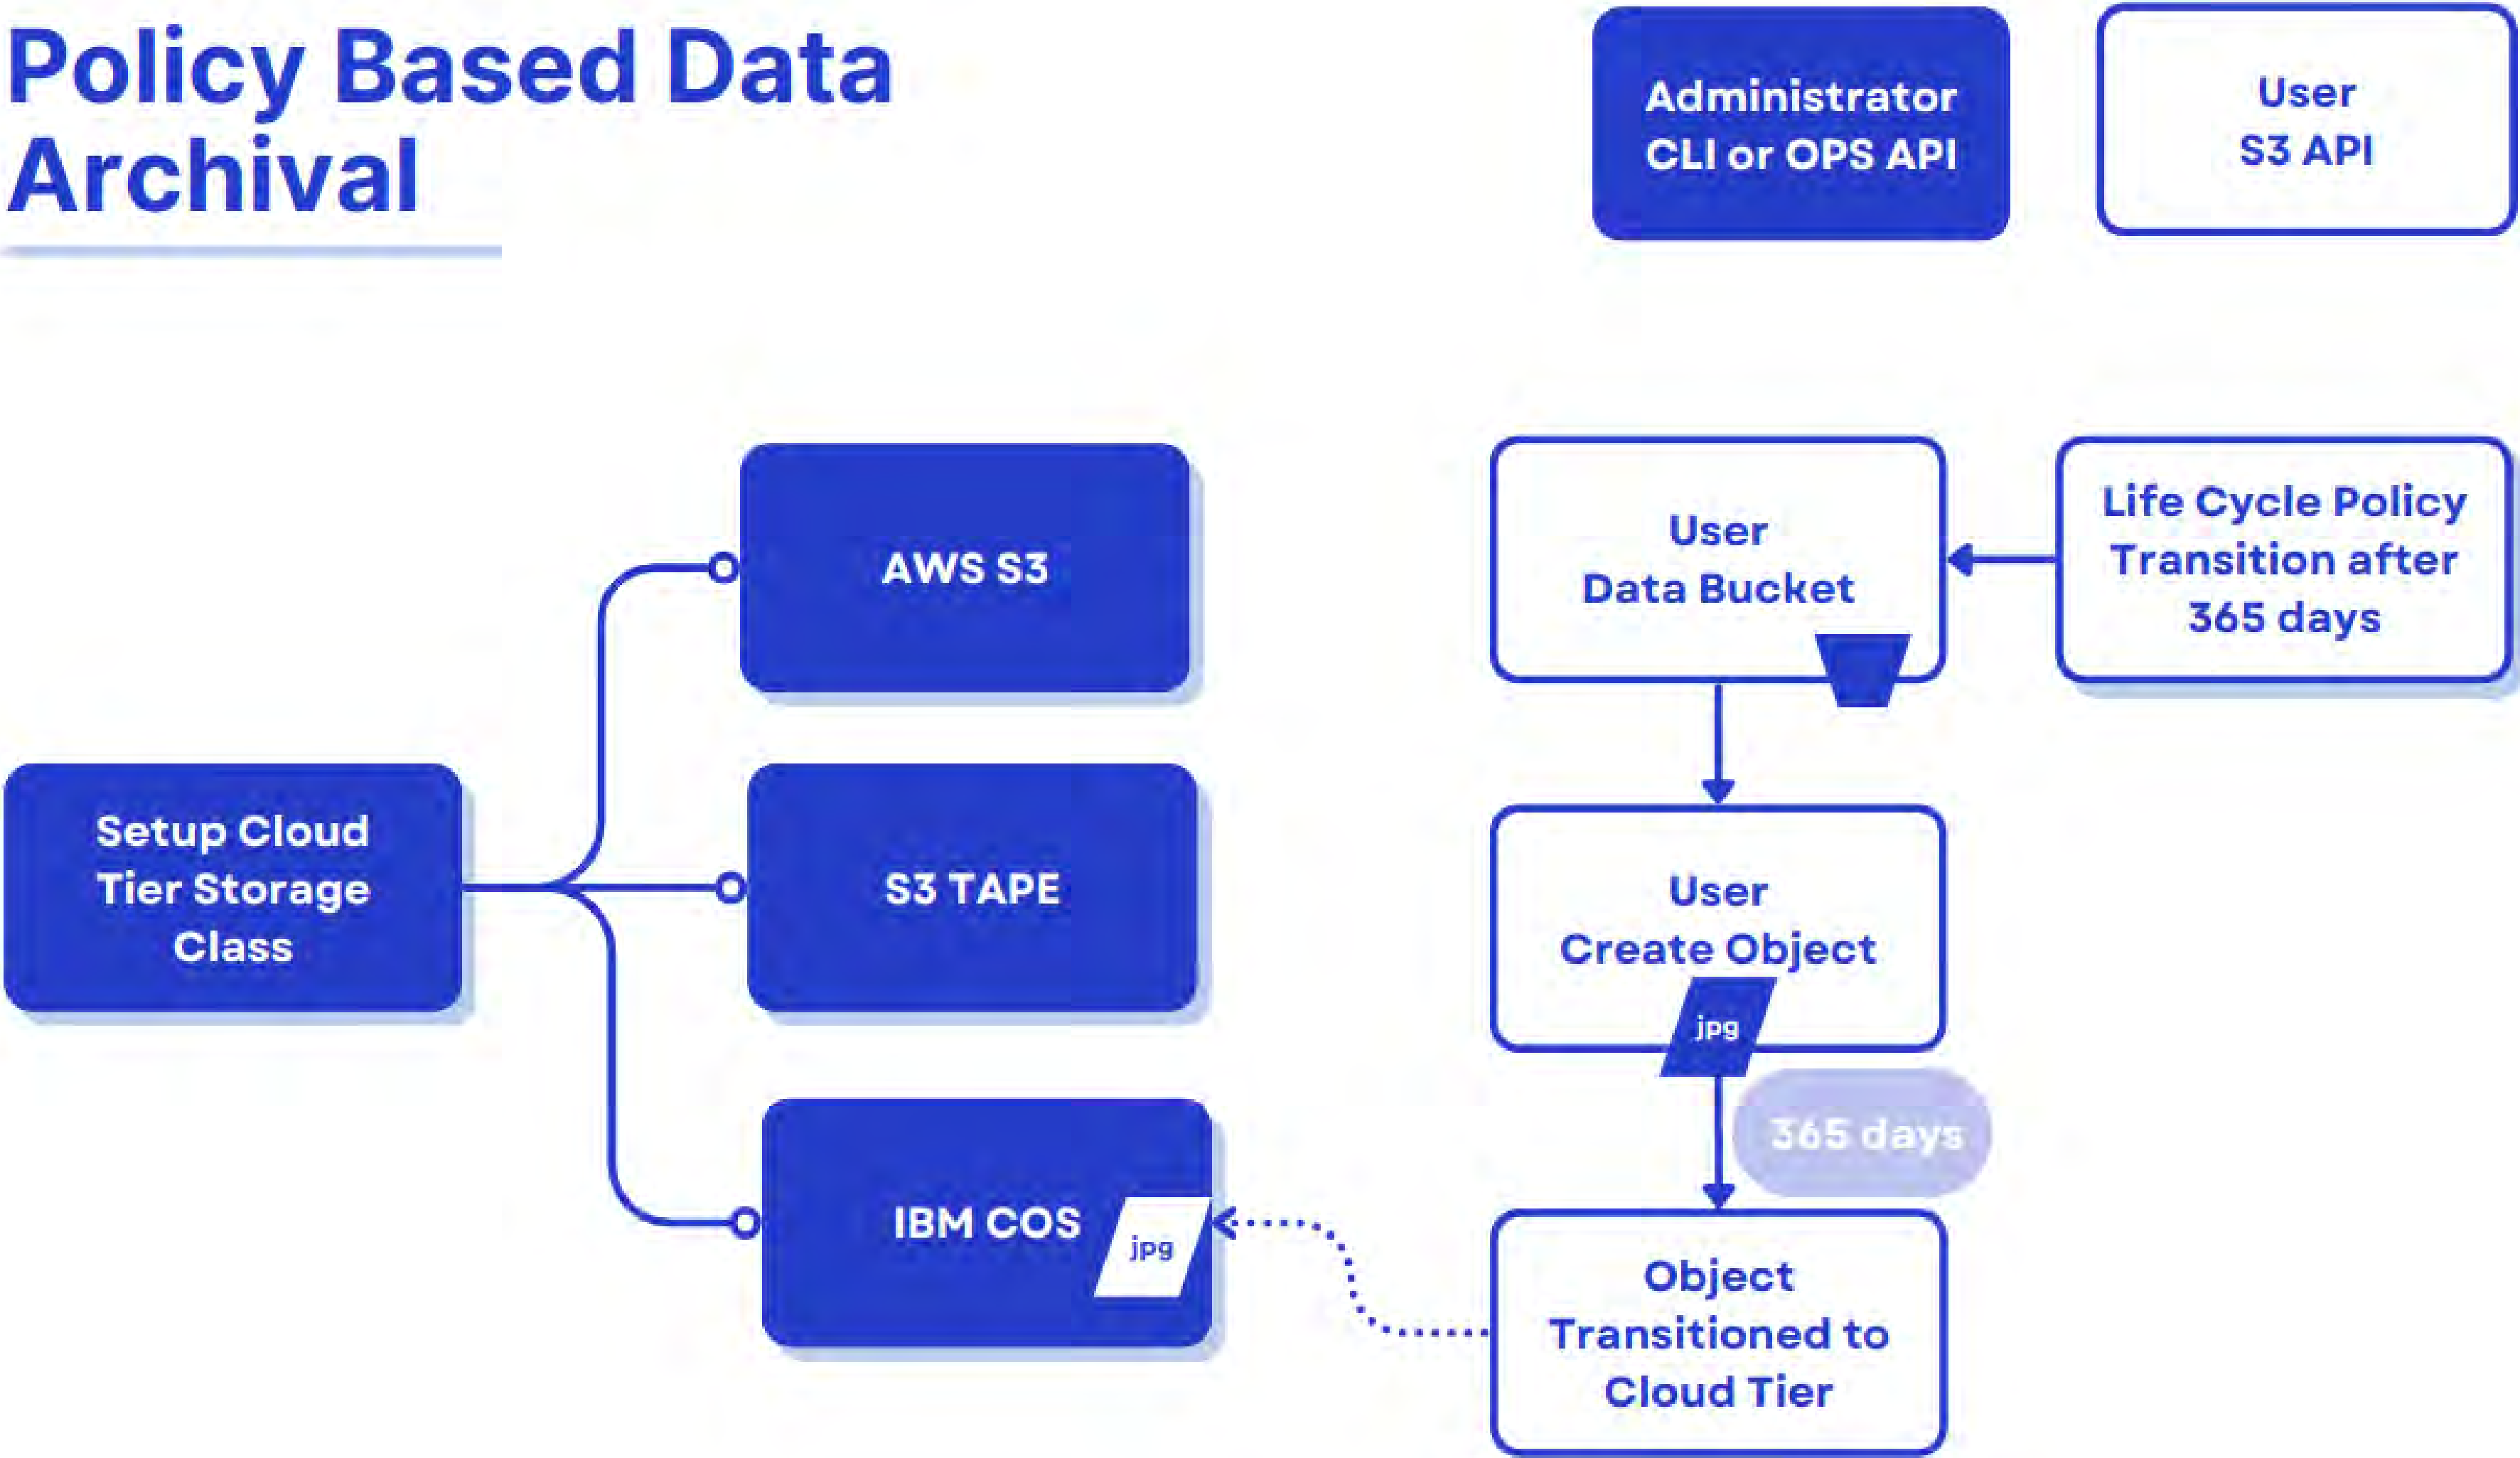 Policy Based Data
Archival
Administrator
CLI or OPS API
User
S3 API
AWS S3
User
Data Bucket
Life Cycle Policy
Transition after
365 days
Setup Cloud
Tier Storage
Class
S3 TAPE
User
Create Object
jpg
365 days
IBM COS
jpg
Object
Transitioned to
Cloud Tier